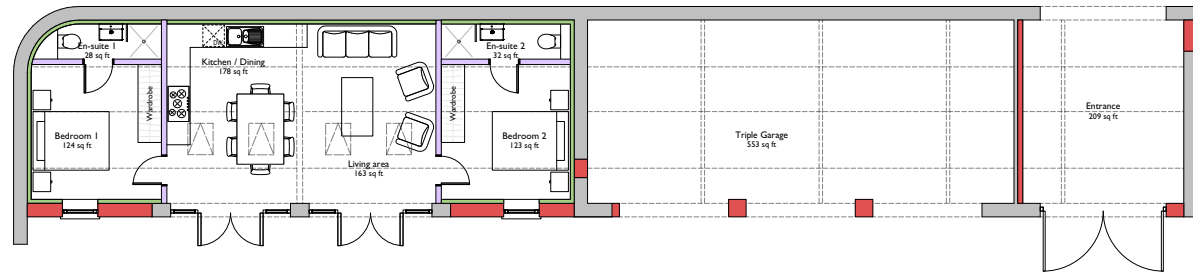 En-suite 1
28 sq ft
DW
Kitchen / Dining
178 sq ft
En-suite 2
32 sq ft
Wardrobe
Wardrobe
Bedroom 1
124 sq ft
Living area
163 sq ft
Bedroom 2
123 sq ft
Triple Garage
553 sq ft
Entrance
209 sq ft